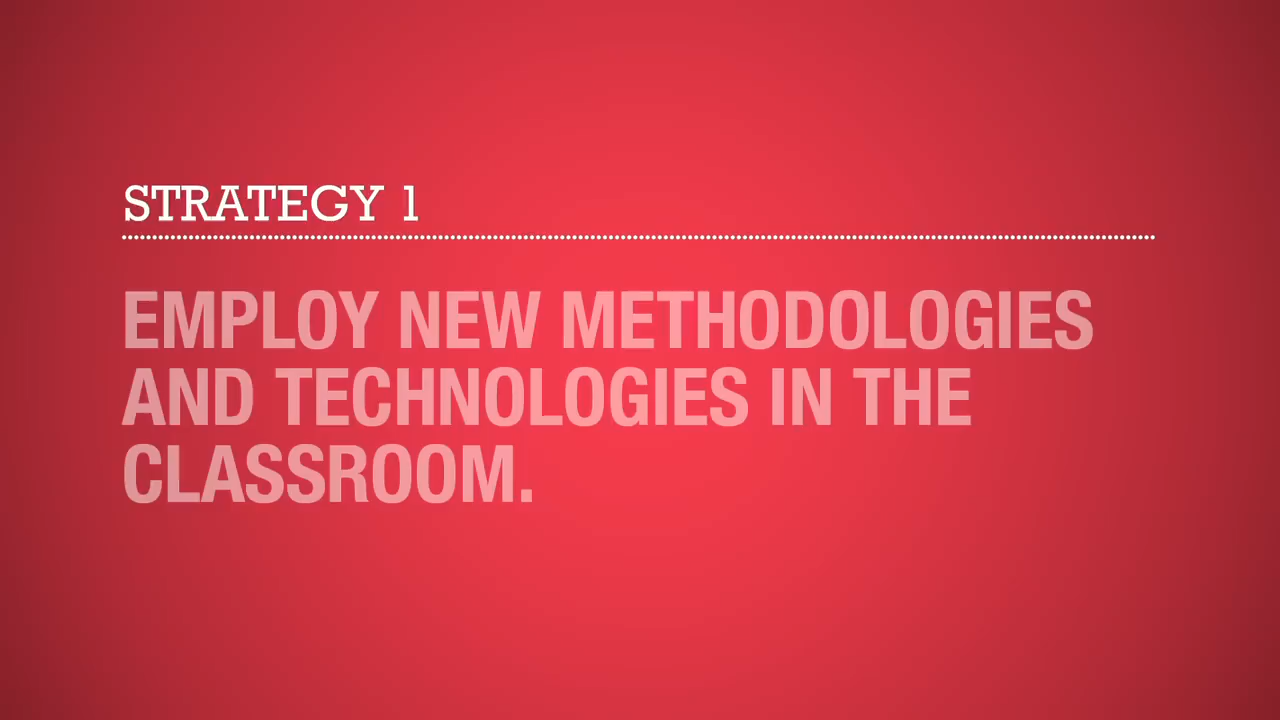 STRATEGY 1
EMPLOY NEW METHODOLOGIES
AND TECHNOLOGIES IN THE
CLASSROOM.